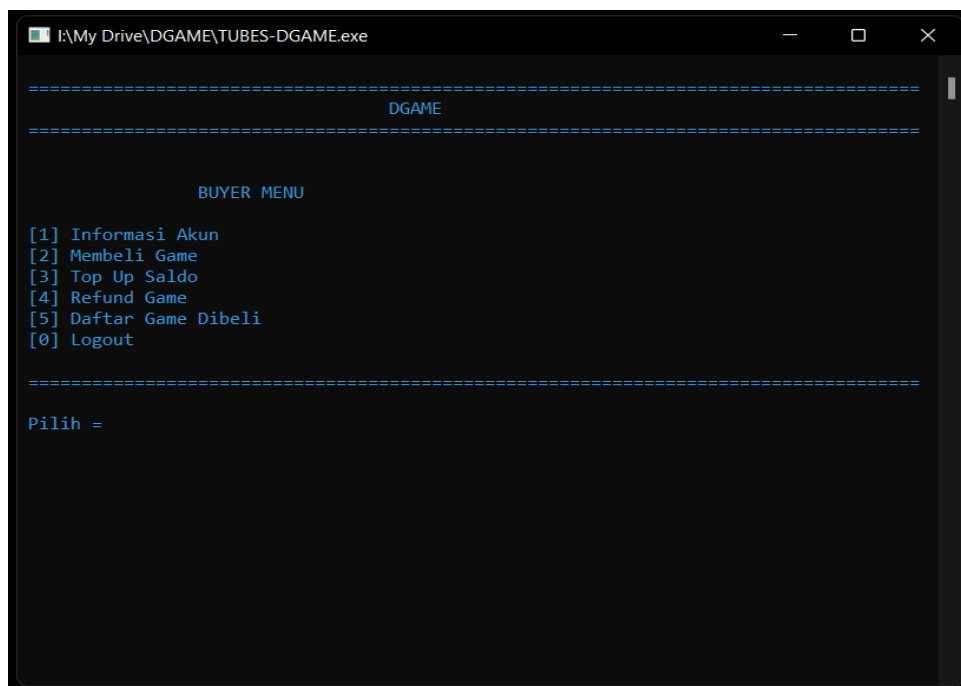 I:\My Drive\DGAME\TUBES-DGAME.exe
====================================================================================
DGAME
====================================================================================
BUYER MENU
[1] Informasi Akun
[2] Membeli Game
[3] Top Up Saldo
[4] Refund Game
[5] Daftar Game Dibeli
[0] Logout
====================================================================================
Pilih =